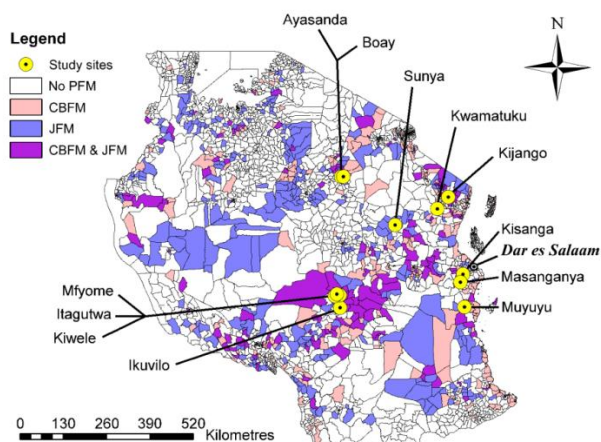 Legend
Study sites
No PFM
CBFM
JFM
CBFM & JFM
Ayasanda
Boay
Sunya
N
Kwamatuku
Kijango
Kisanga
Dar es Salaam
Masanganya
Muyuyu
Mfyome
Itagutwa
Kiwele
Ikuvilo
0 130 260 390 520
Kilometres